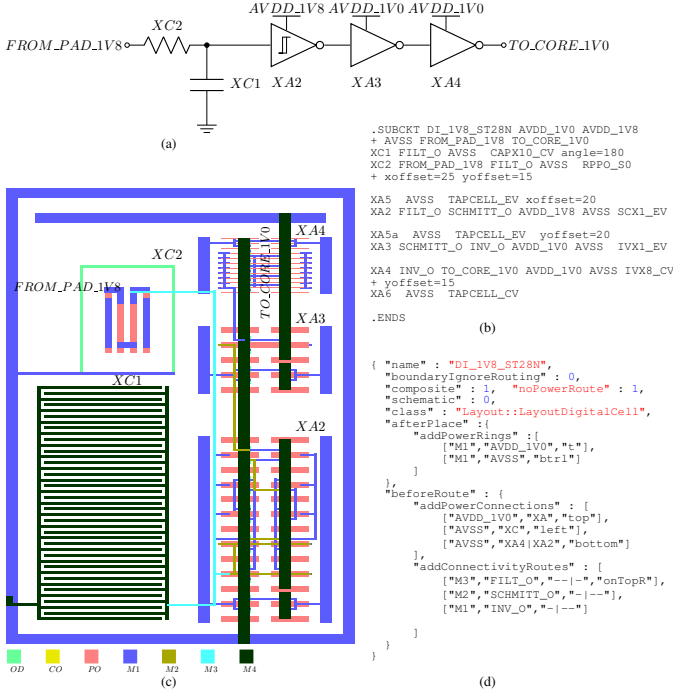 AVDD_1V8 AVDD_1V0 AVDD_1V0
XC2
FROM_PAD_1V8
TO_CORE_1V0
XC1 XA2 XA3 XA4
(a)
.SUBCKT DI_1V8_ST28N AVDD_1V0 AVDD_1V8
+ AVSS FROM_PAD_1V8 TO_CORE_1V0
XC1 FILT_O AVSS CAPX10_CV angle=180
XC2 FROM_PAD_1V8 FILT_O AVSS RPPO_S0
+ xoffset=25 yoffset=15
XA5 AVSS TAPCELL_EV xoffset=20
XA2 FILT_O SCHMITT_O AVDD_1V8 AVSS SCX1_EV
XA5a AVSS TAPCELL_EV yoffset=20
XA3 SCHMITT_O INV_O AVDD_1V0 AVSS IVX1_EV
XA4 INV_O TO_CORE_1V0 AVDD_1V0 AVSS IVX8_CV
+ yoffset=15
XA6 AVSS TAPCELL_CV
.ENDS
(b)
XA4
XC2
TO_CORE_1V0
FROM_PAD_1V8
XA3
XC1
XA2
OD CO PO M1 M2 M3 M4
(c)
{ "name" : "DI_1V8_ST28N",
"boundaryIgnoreRouting" : 0,
"composite" : 1, "noPowerRoute" : 1,
"schematic" : 0,
"class" : "Layout::LayoutDigitalCell",
"afterPlace" :{
"addPowerRings" :[
["M1","AVDD_1V0","t"],
["M1","AVSS","btrl"]
]
},
"beforeRoute" : {
"addPowerConnections" : [
["AVDD_1V0","XA","top"],
["AVSS","XC","left"],
["AVSS","XA4|XA2","bottom"]
],
"addConnectivityRoutes" : [
["M3","FILT_O","--|-","onTopR"],
["M2","SCHMITT_O","-|--"],
["M1","INV_O","-|--"]
]
}
}
(d)